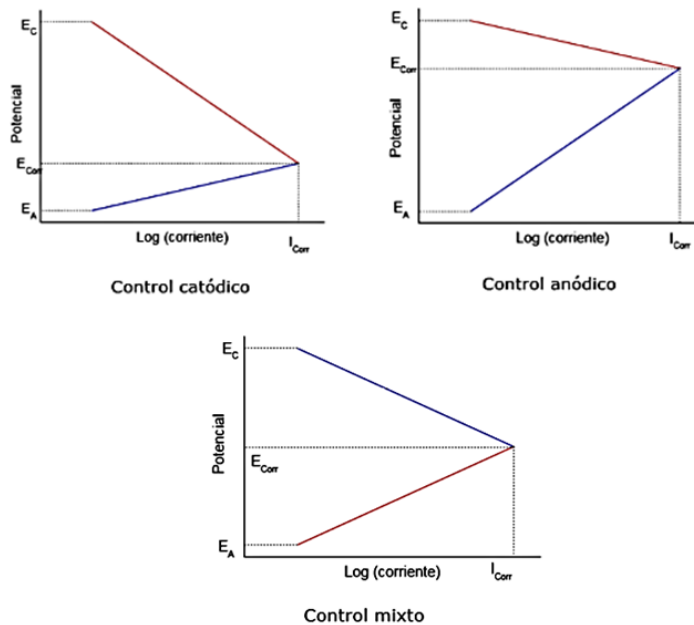 E_C
Potencial
E_Corr
E_A
Log (corriente)
I_Corr
Control catódico
E_C
E_Corr
Potencial
E_A
Log (corriente)
I_Corr
Control anódico
E_C
Potencial
E_Corr
E_A
Log (corriente)
I_Corr
Control mixto